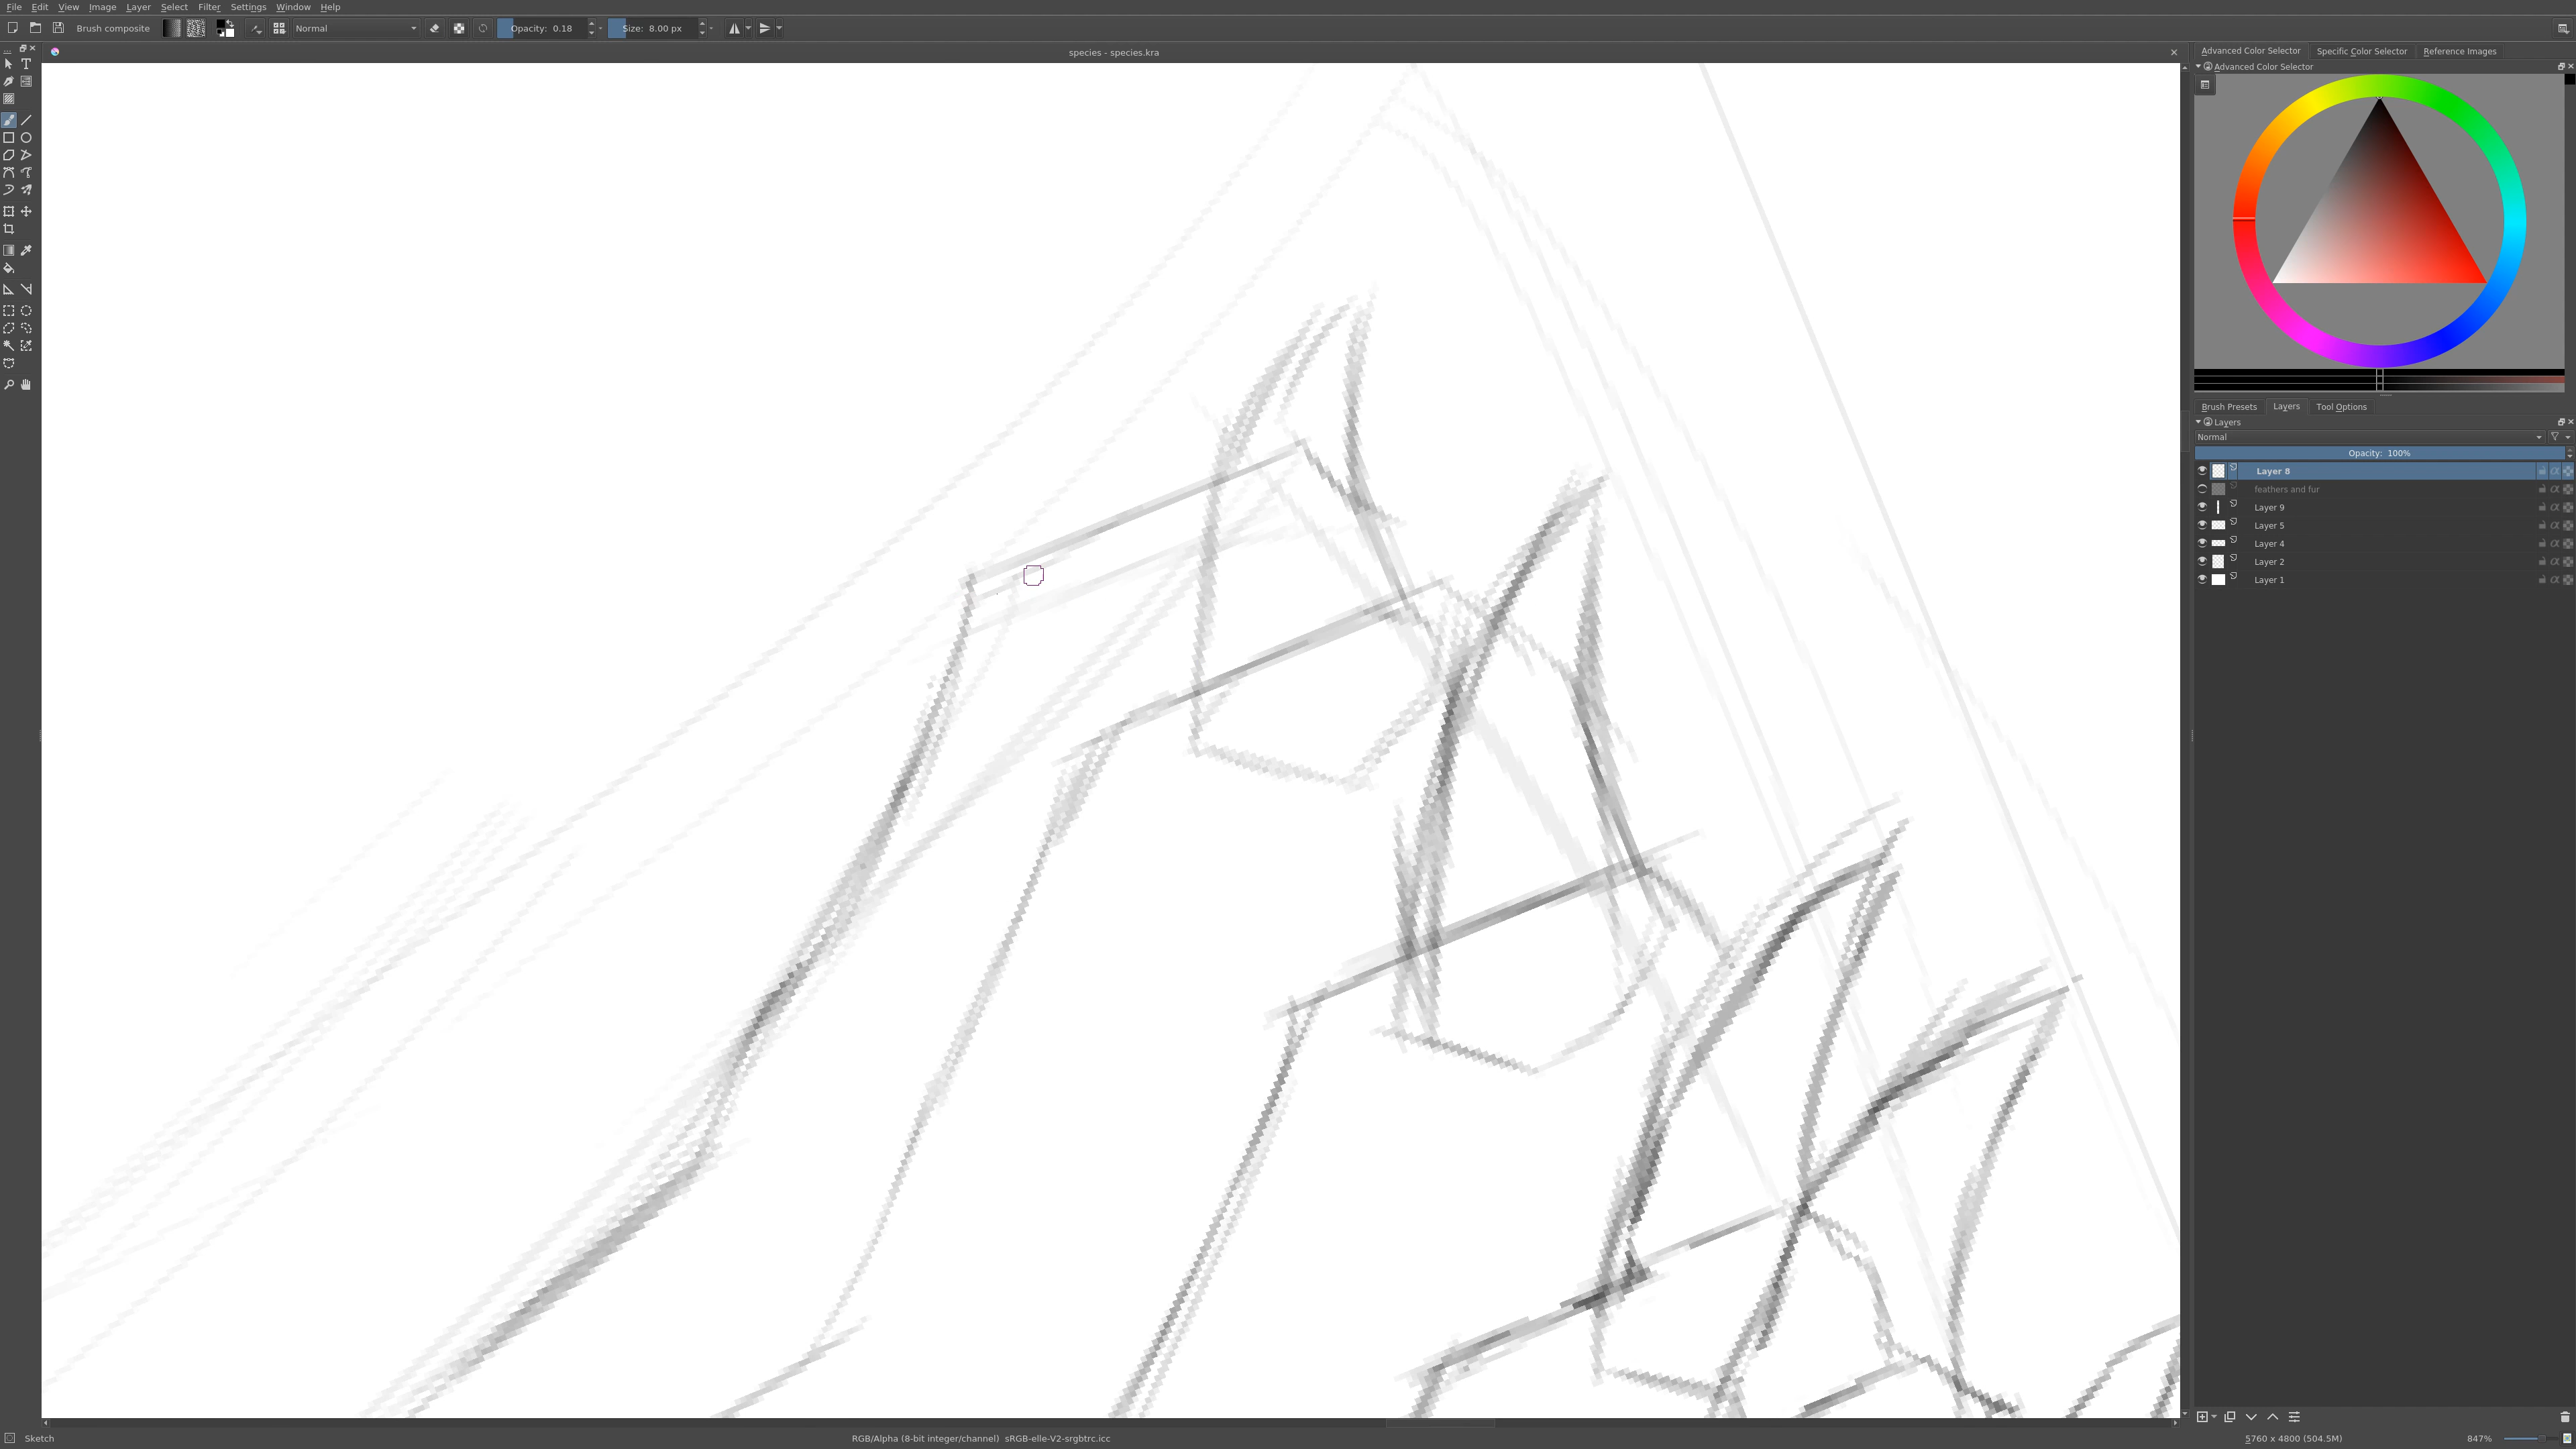 File Edit View Image Layer Select Filter Settings Window Help
Brush composite Normal Opacity: 0.18 Size: 8.00 px
species - species.kra
Advanced Color Selector Specific Color Selector Reference Images
Advanced Color Selector
Brush Presets Layers Tool Options
Layers
Normal
Opacity: 100%
Layer 8
feathers and fur
Layer 9
Layer 5
Layer 4
Layer 2
Layer 1
Sketch RGB/Alpha (8-bit integer/channel) sRGB-elle-V2-srgbtrc.icc 5760 x 4800 (504.5M) 847%